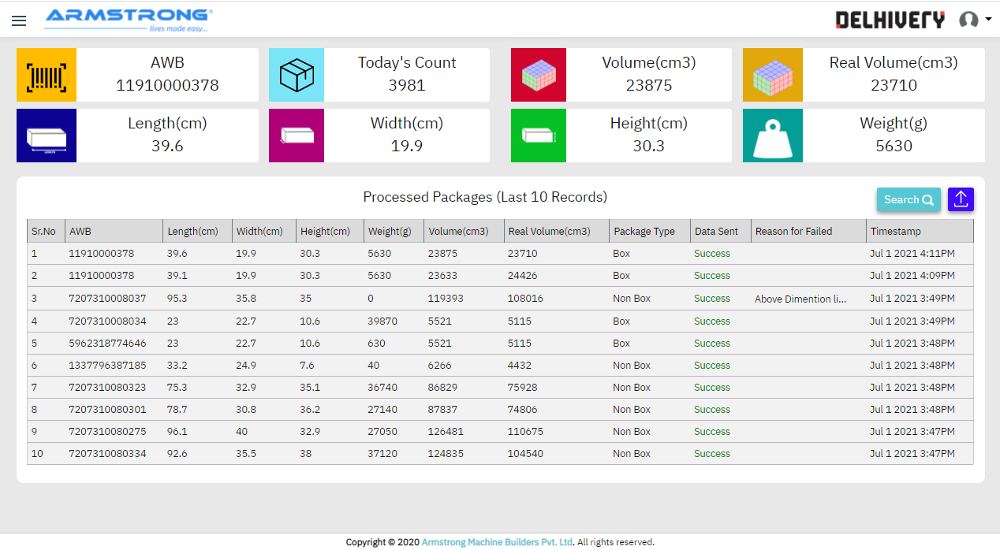 ARMSTRONG
lives made easy...
DELHIVERY
AWB
11910000378
Today's Count
3981
Volume(cm3)
23875
Real Volume(cm3)
23710
Length(cm)
39.6
Width(cm)
19.9
Height(cm)
30.3
Weight(g)
5630
Processed Packages (Last 10 Records)
Search
Sr.No AWB Length(cm) Width(cm) Height(cm) Weight(g) Volume(cm3) Real Volume(cm3) Package Type Data Sent Reason for Failed Timestamp
1 11910000378 39.6 19.9 30.3 5630 23875 23710 Box Success Jul 1 2021 4:11PM
2 11910000378 39.1 19.9 30.3 5630 23633 24426 Box Success Jul 1 2021 4:09PM
3 7207310008037 95.3 35.8 35 0 119393 108016 Non Box Success Above Dimention li... Jul 1 2021 3:49PM
4 7207310008034 23 22.7 10.6 39870 5521 5115 Box Success Jul 1 2021 3:49PM
5 5962318774646 23 22.7 10.6 630 5521 5115 Box Success Jul 1 2021 3:48PM
6 1337796387185 33.2 24.9 7.6 40 6266 4432 Non Box Success Jul 1 2021 3:48PM
7 7207310080323 75.3 32.9 35.1 36740 86829 75928 Non Box Success Jul 1 2021 3:48PM
8 7207310080301 78.7 30.8 36.2 27140 87837 74806 Non Box Success Jul 1 2021 3:48PM
9 7207310080275 96.1 40 32.9 27050 126481 110675 Non Box Success Jul 1 2021 3:47PM
10 7207310080334 92.6 35.5 38 37120 124835 104540 Non Box Success Jul 1 2021 3:47PM
Copyright © 2020 Armstrong Machine Builders Pvt. Ltd. All rights reserved.